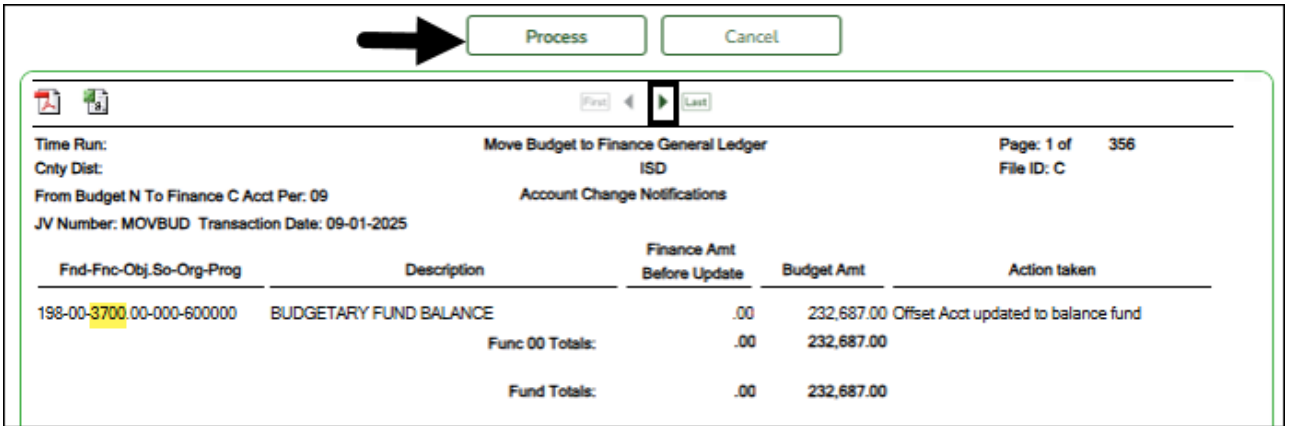 Process Cancel
First Last
Time Run: Move Budget to Finance General Ledger Page: 1 of 356
Cnty Dist: ISD File ID: C
From Budget N To Finance C Acct Per: 09 Account Change Notifications
JV Number: MOVBUD Transaction Date: 09-01-2025
Finance Amt
Fnd-Fnc-Obj.So-Org-Prog Description Before Update Budget Amt Action taken
198-00-3700.00-000-600000 BUDGETARY FUND BALANCE .00 232,687.00 Offset Acct updated to balance fund
Func 00 Totals: .00 232,687.00
Fund Totals: .00 232,687.00